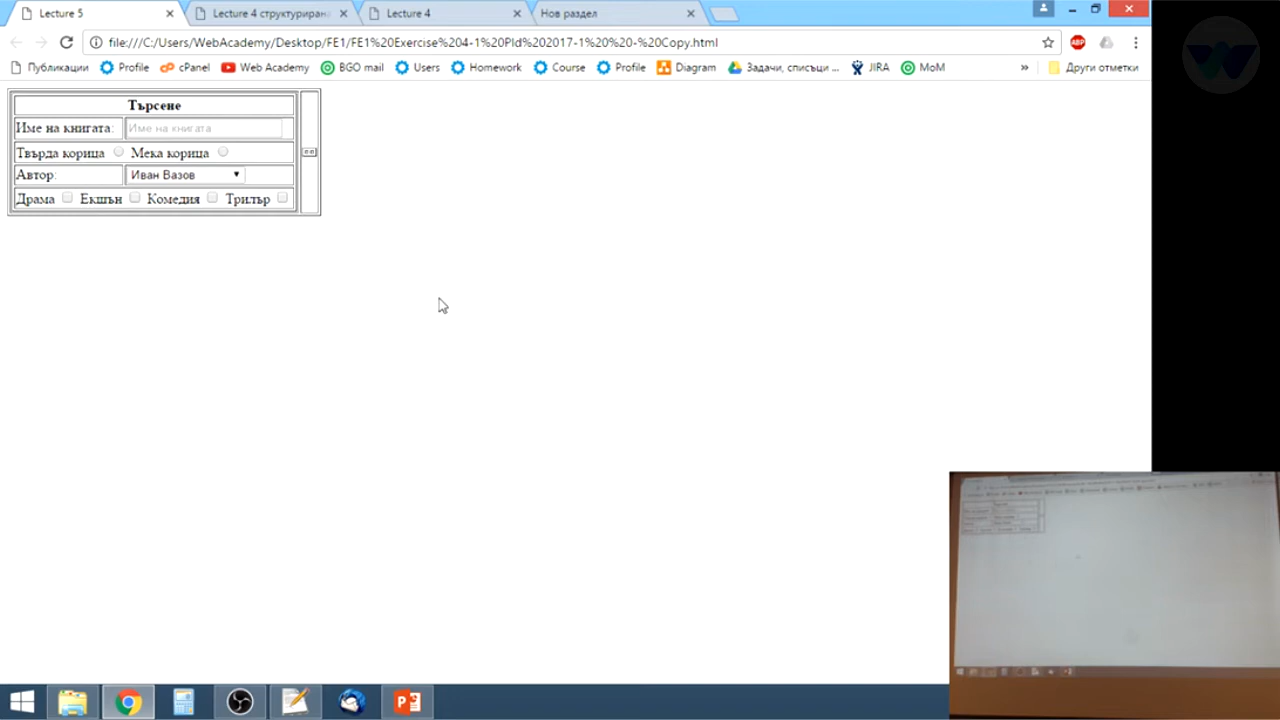 Lecture 5
Lecture 4 структурирана
Lecture 4
Нов раздел
file:///C:/Users/WebAcademy/Desktop/FE1/FE1%20Exercise%204-1%20Pld%202017-1%20%20-%20Copy.html
ABP
Публикации Profile cPanel Web Academy BGO mail Users Homework Course Profile Diagram Задачи, списъци ... JIRA MoM » Други отметки
Търсене
Име на книгата: Име на книгата
Твърда корица Мека корица
Автор: Иван Вазов
Драма Екшън Комедия Трилър